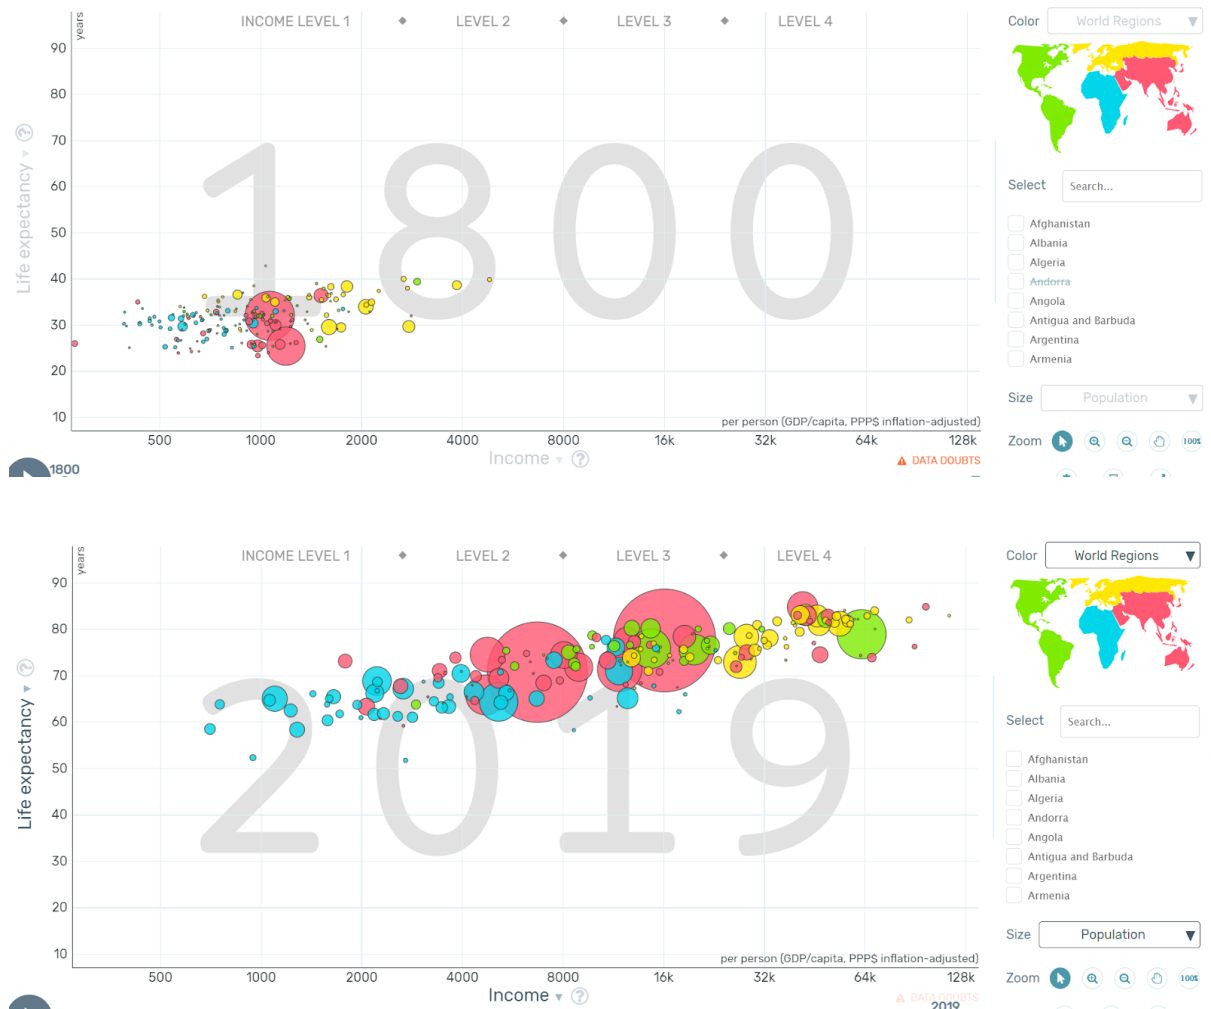 years
INCOME LEVEL 1 ◆ LEVEL 2 ◆ LEVEL 3 ◆ LEVEL 4
Color World Regions ▼
90
80
70
60
50
40
30
20
10
Life expectancy ▼ ?
1800
per person (GDP/capita, PPP$ inflation-adjusted)
500 1000 2000 4000 8000 16k 32k 64k 128k
Income ▼ ?
DATA DOUBTS
1800
Select Search...
Afghanistan
Albania
Algeria
Andorra
Angola
Antigua and Barbuda
Argentina
Armenia
Size Population ▼
Zoom 100%
years
INCOME LEVEL 1 ◆ LEVEL 2 ◆ LEVEL 3 ◆ LEVEL 4
Color World Regions ▼
90
80
70
60
50
40
30
20
10
Life expectancy ▼ ?
2019
per person (GDP/capita, PPP$ inflation-adjusted)
500 1000 2000 4000 8000 16k 32k 64k 128k
Income ▼ ?
DATA DOUBTS
2019
Select Search...
Afghanistan
Albania
Algeria
Andorra
Angola
Antigua and Barbuda
Argentina
Armenia
Size Population ▼
Zoom 100%